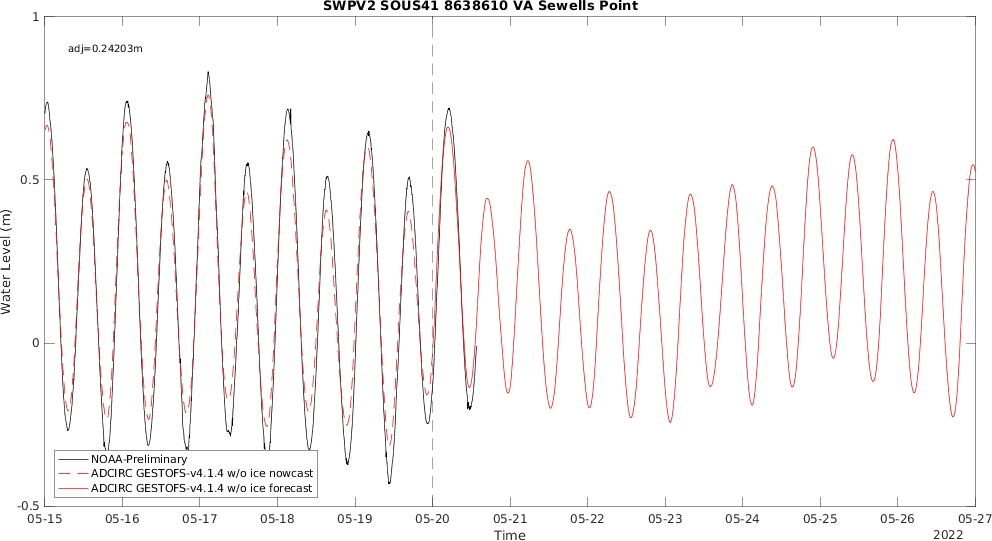 SWPV2 SOUS41 8638610 VA Sewells Point
adj=0.24203m
1
0.5
0
-0.5
Water Level (m)
NOAA-Preliminary
ADCIRC GESTOFS-v4.1.4 w/o ice nowcast
ADCIRC GESTOFS-v4.1.4 w/o ice forecast
05-15 05-16 05-17 05-18 05-19 05-20 05-21 05-22 05-23 05-24 05-25 05-26 05-27
Time
2022